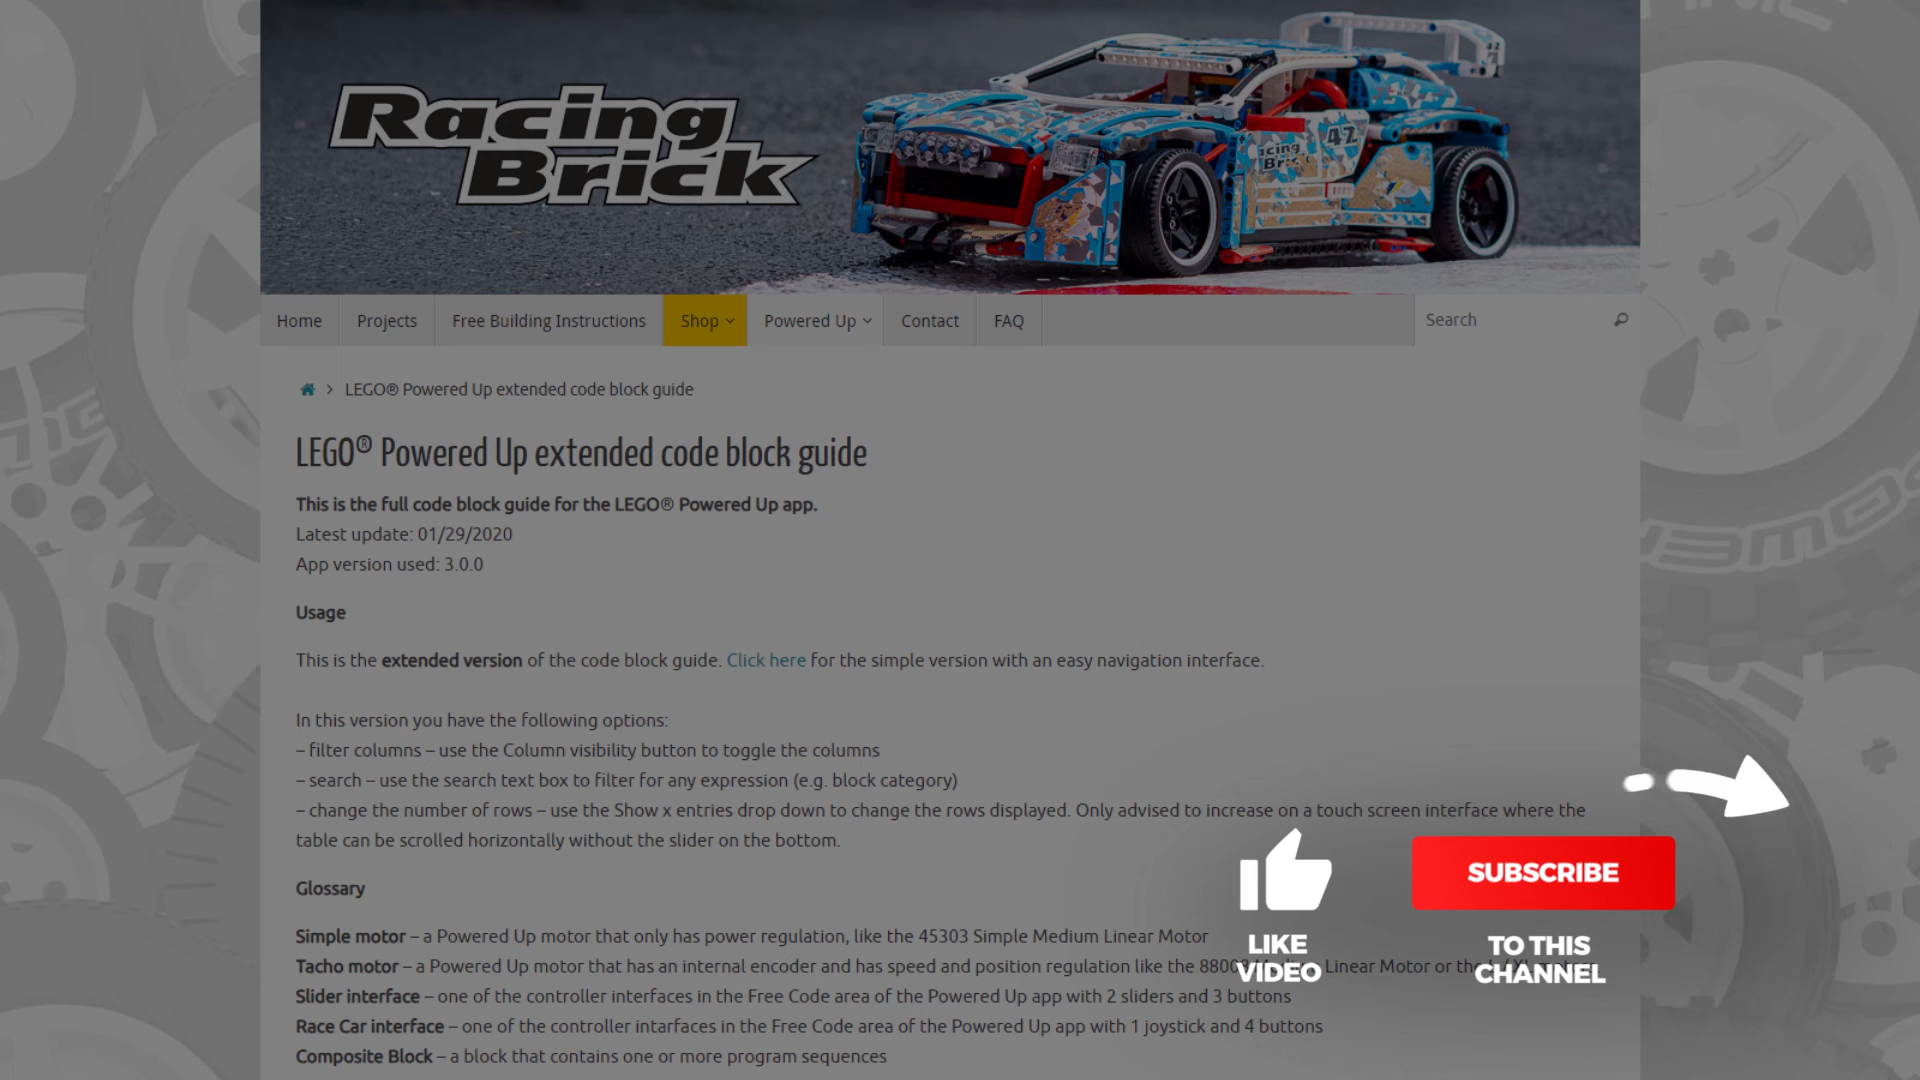 Racing
Brick
42
42
icing
Bric
Home
Projects
Free Building Instructions
Shop
Powered Up
Contact
FAQ
Search
LEGO® Powered Up extended code block guide
LEGO® Powered Up extended code block guide
This is the full code block guide for the LEGO® Powered Up app.
Latest update: 01/29/2020
App version used: 3.0.0
Usage
This is the extended version of the code block guide. Click here for the simple version with an easy navigation interface.
In this version you have the following options:
– filter columns – use the Column visibility button to toggle the columns
– search – use the search text box to filter for any expression (e.g. block category)
– change the number of rows – use the Show x entries drop down to change the rows displayed. Only advised to increase on a touch screen interface where the
table can be scrolled horizontally without the slider on the bottom.
Glossary
Simple motor – a Powered Up motor that only has power regulation, like the 45303 Simple Medium Linear Motor
Tacho motor – a Powered Up motor that has an internal encoder and has speed and position regulation like the Linear Motor or the
Slider interface – one of the controller interfaces in the Free Code area of the Powered Up app with 2 sliders and 3 buttons
Race Car interface – one of the controller intarfaces in the Free Code area of the Powered Up app with 1 joystick and 4 buttons
Composite Block – a block that contains one or more program sequences
LIKE
VIDEO
SUBSCRIBE
TO THIS
CHANNEL